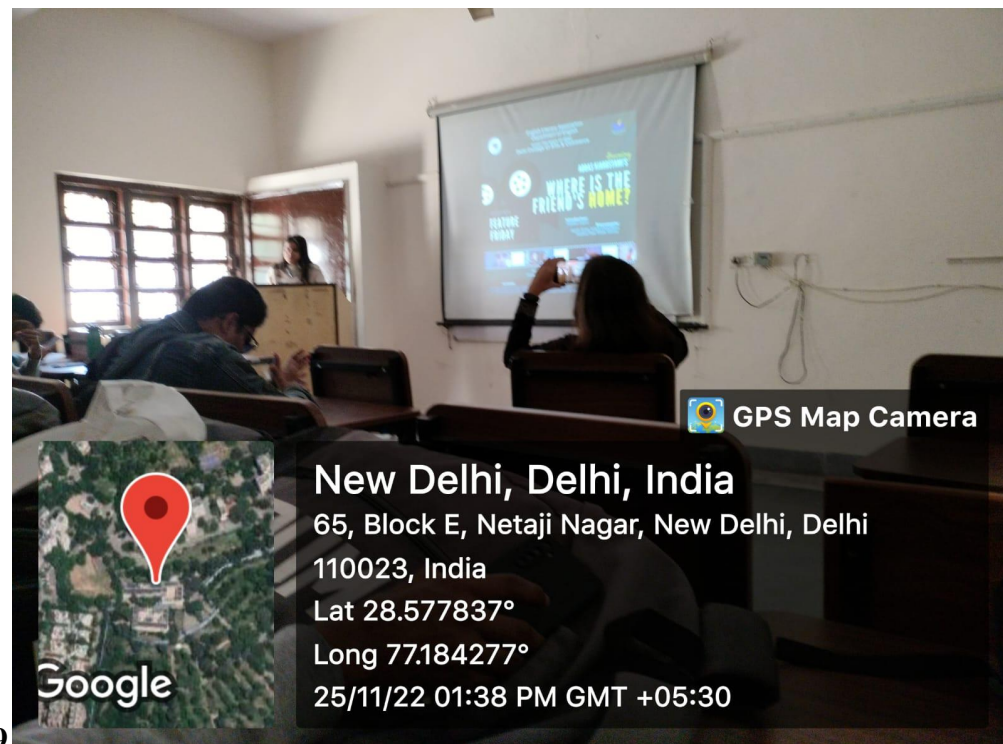 WHERE IS THE
FRIEND'S HOME?
FEATURE
FRIDAY
GPS Map Camera
New Delhi, Delhi, India
65, Block E, Netaji Nagar, New Delhi, Delhi
110023, India
Lat 28.577837°
Long 77.184277°
25/11/22 01:38 PM GMT +05:30
Google
9